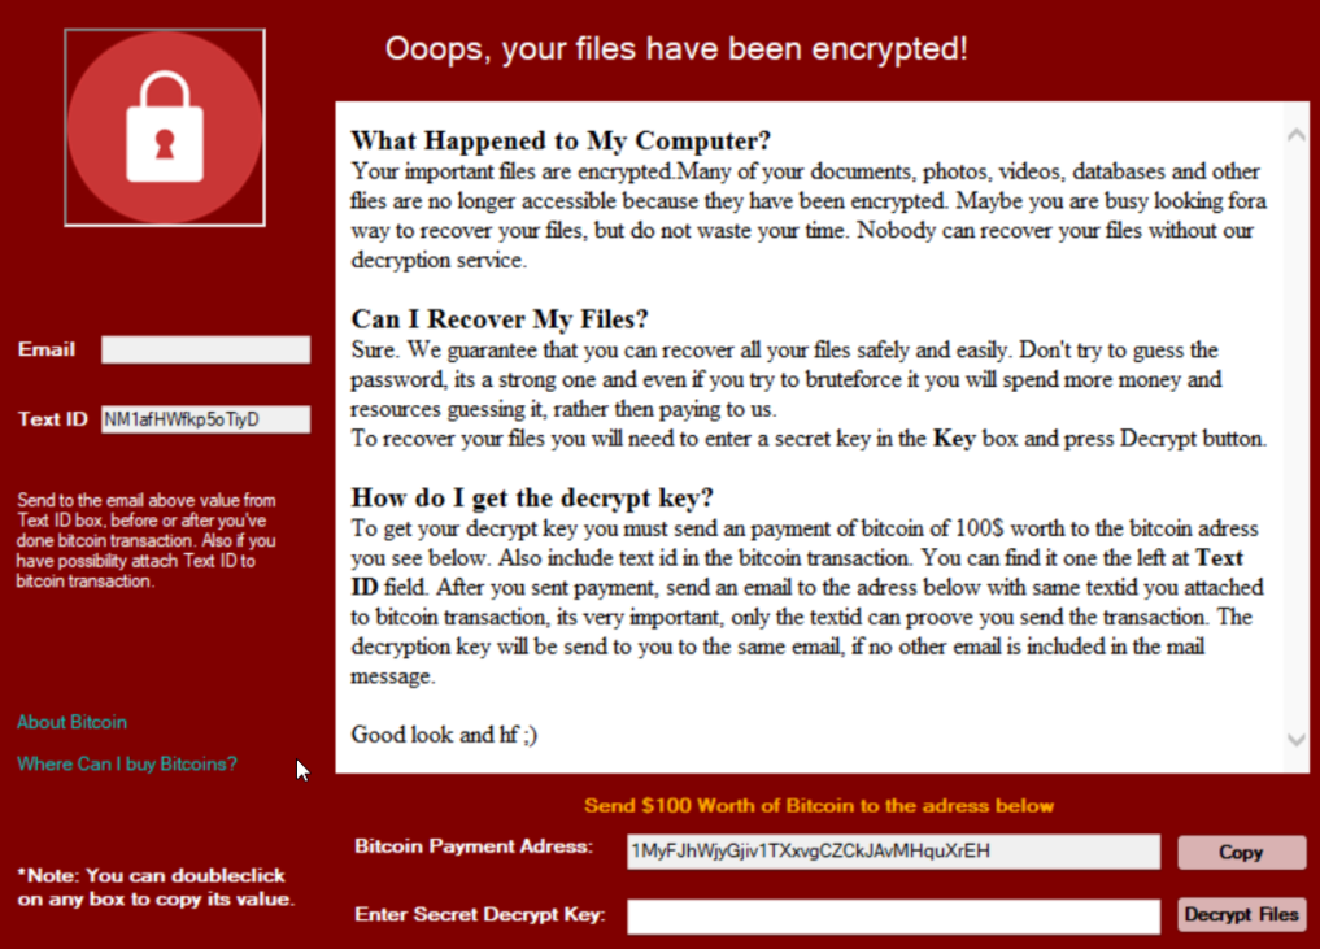 Ooops, your files have been encrypted!
What Happened to My Computer?
Your important files are encrypted.Many of your documents, photos, videos, databases and other
flies are no longer accessible because they have been encrypted. Maybe you are busy looking fora
way to recover your files, but do not waste your time. Nobody can recover your files without our
decryption service.
Can I Recover My Files?
Sure. We guarantee that you can recover all your files safely and easily. Don't try to guess the
password, its a strong one and even if you try to bruteforce it you will spend more money and
resources guessing it, rather then paying to us.
To recover your files you will need to enter a secret key in the Key box and press Decrypt button.
How do I get the decrypt key?
To get your decrypt key you must send an payment of bitcoin of 100$ worth to the bitcoin adress
you see below. Also include text id in the bitcoin transaction. You can find it one the left at Text
ID field. After you sent payment, send an email to the adress below with same textid you attached
to bitcoin transaction, its very important, only the textid can proove you send the transaction. The
decryption key will be send to you to the same email, if no other email is included in the mail
message.
Good look and hf ;)
Email
Text ID NM1afHWfkp5oTiyD
Send to the email above value from
Text ID box, before or after you've
done bitcoin transaction. Also if you
have possibility attach Text ID to
bitcoin transaction.
About Bitcoin
Where Can I buy Bitcoins?
*Note: You can doubleclick
on any box to copy its value.
Send $100 Worth of Bitcoin to the adress below
Bitcoin Payment Adress: 1MyFJhWjyGjiv1TXxvgCZCkJAvMHquXrEH Copy
Enter Secret Decrypt Key: Decrypt Files